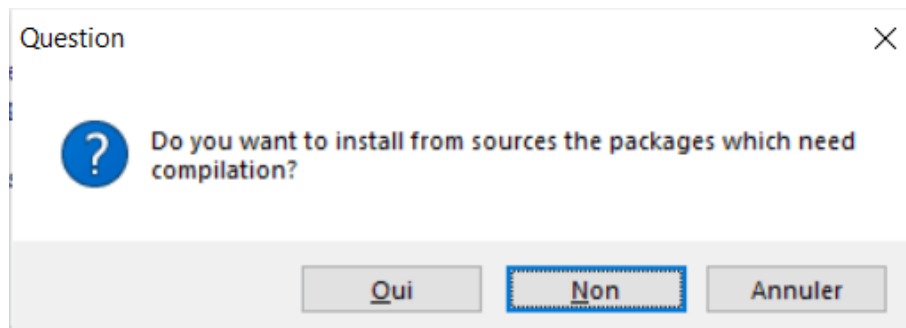 Question
Do you want to install from sources the packages which need
compilation?
Oui
Non
Annuler